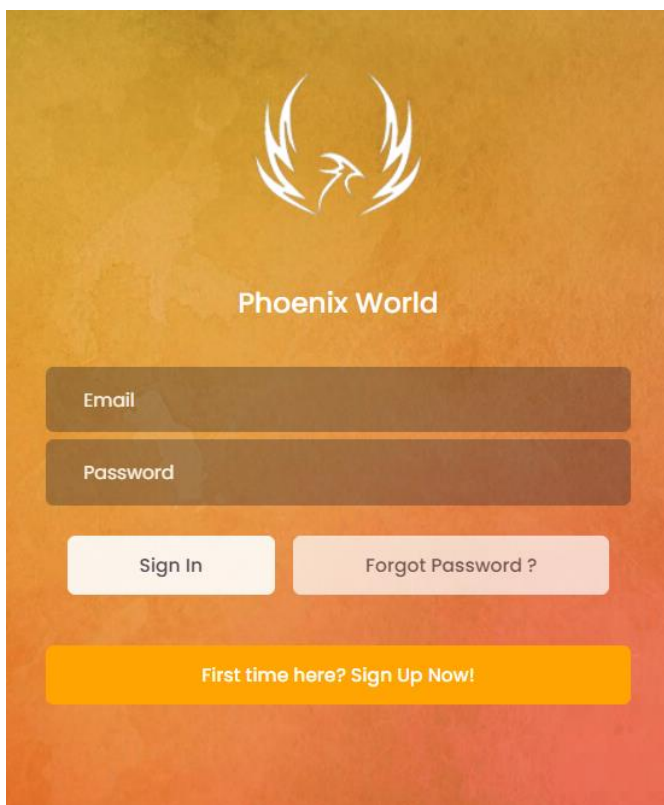 Phoenix World
Email
Password
Sign In
Forgot Password ?
First time here? Sign Up Now!